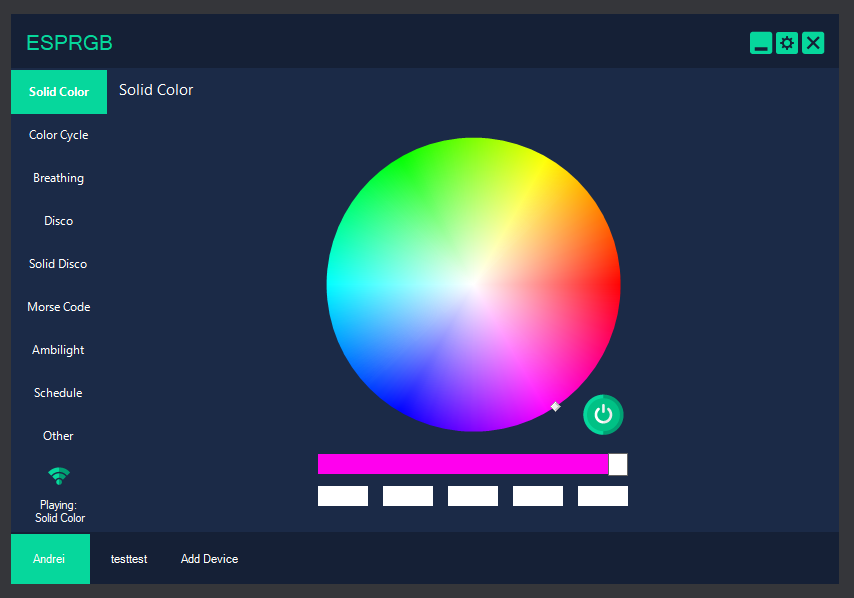 ESPRGB
Solid Color
Solid Color
Color Cycle
Breathing
Disco
Solid Disco
Morse Code
Ambilight
Schedule
Other
Playing:
Solid Color
Andrei
testtest
Add Device